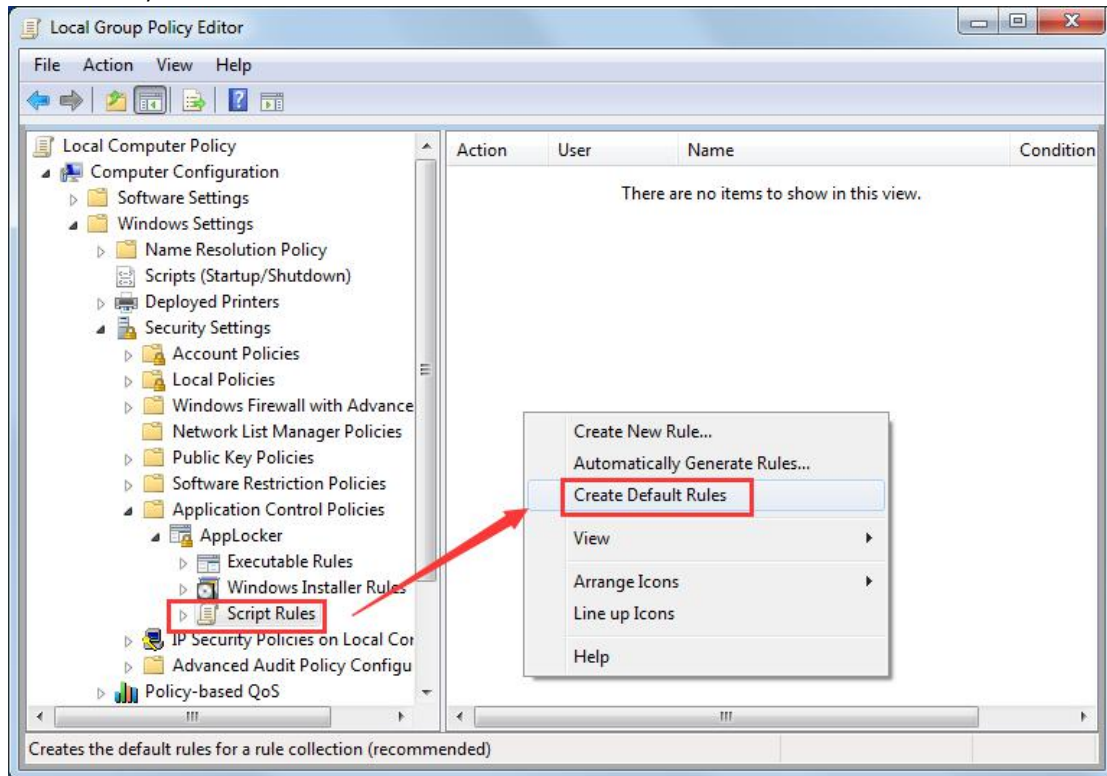 Local Group Policy Editor
File Action View Help
Local Computer Policy
Computer Configuration
Software Settings
Windows Settings
Name Resolution Policy
Scripts (Startup/Shutdown)
Deployed Printers
Security Settings
Account Policies
Local Policies
Windows Firewall with Advance
Network List Manager Policies
Public Key Policies
Software Restriction Policies
Application Control Policies
AppLocker
Executable Rules
Windows Installer Rules
Script Rules
IP Security Policies on Local Cor
Advanced Audit Policy Configu
Policy-based QoS
Action User Name Condition
There are no items to show in this view.
Create New Rule...
Automatically Generate Rules...
Create Default Rules
View
Arrange Icons
Line up Icons
Help
Creates the default rules for a rule collection (recommended)